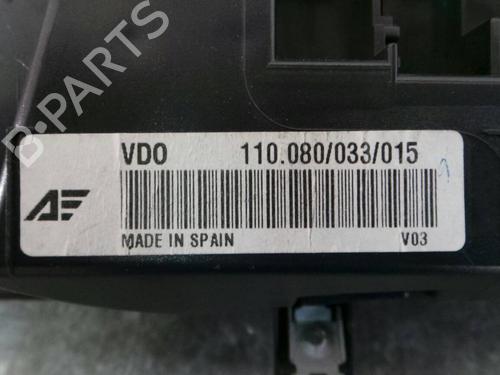 B-PARTS
VDO 110.080/033/015
AE
MADE IN SPAIN V03